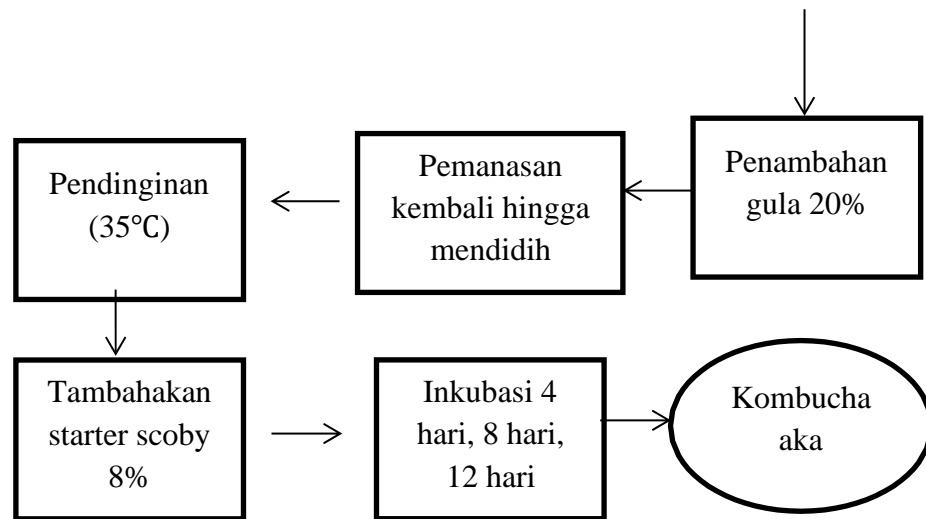 Penambahan
gula 20%
Pemanasan
kembali hingga
mendidih
Pendinginan
(35℃)
Tambahakan
starter scoby
8%
Inkubasi 4
hari, 8 hari,
12 hari
Kombucha
aka